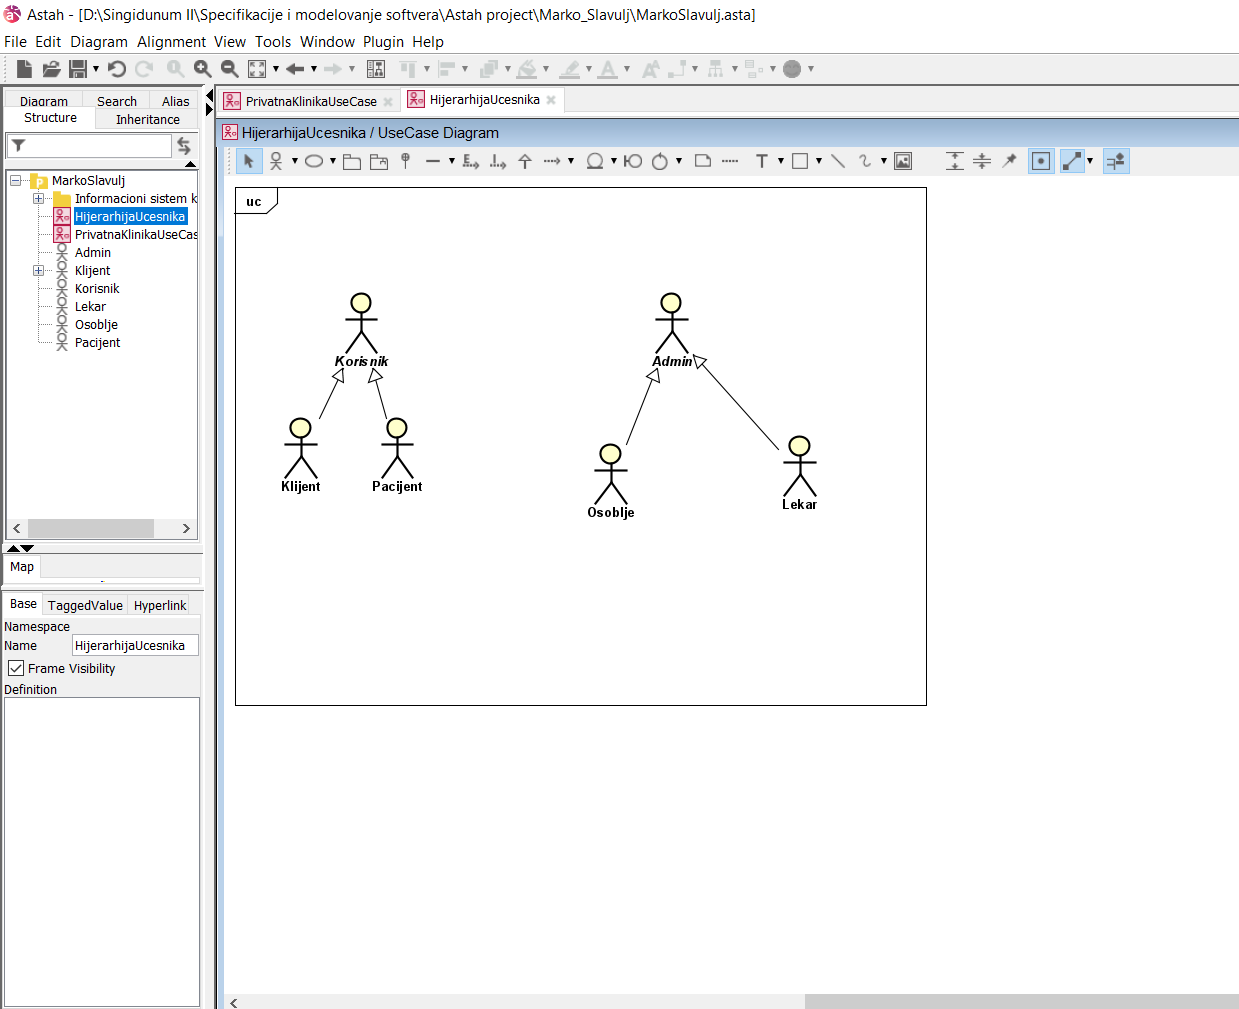 Astah - [D:\Singidunum II\Specifikacije i modelovanje softvera\Astah project\Marko_Slavulj\MarkoSlavulj.asta]
File Edit Diagram Alignment View Tools Window Plugin Help
Diagram Search Alias
Structure Inheritance
MarkoSlavulj
Informacioni sistem k
HijerarhijaUcesnika
PrivatnaKlinikaUseCas
Admin
Klijent
Korisnik
Lekar
Osoblje
Pacijent
Map
Base TaggedValue Hyperlink
Namespace
Name HijerarhijaUcesnika
Frame Visibility
Definition
PrivatnaKlinikaUseCase HijerarhijaUcesnika
HijerarhijaUcesnika / UseCase Diagram
uc
Korisnik
Admin
Klijent
Pacijent
Osoblje
Lekar